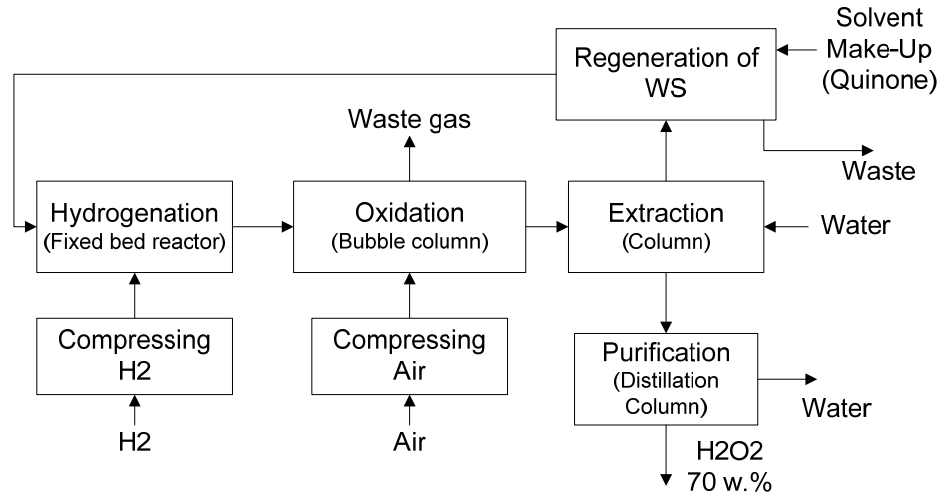 Solvent
Make-Up
(Quinone)
Regeneration of
WS
Waste gas
Waste
Hydrogenation
(Fixed bed reactor)
Oxidation
(Bubble column)
Extraction
(Column)
Water
Compressing
H2
Compressing
Air
Purification
(Distillation
Column)
Water
H2
Air
H2O2
70 w.%